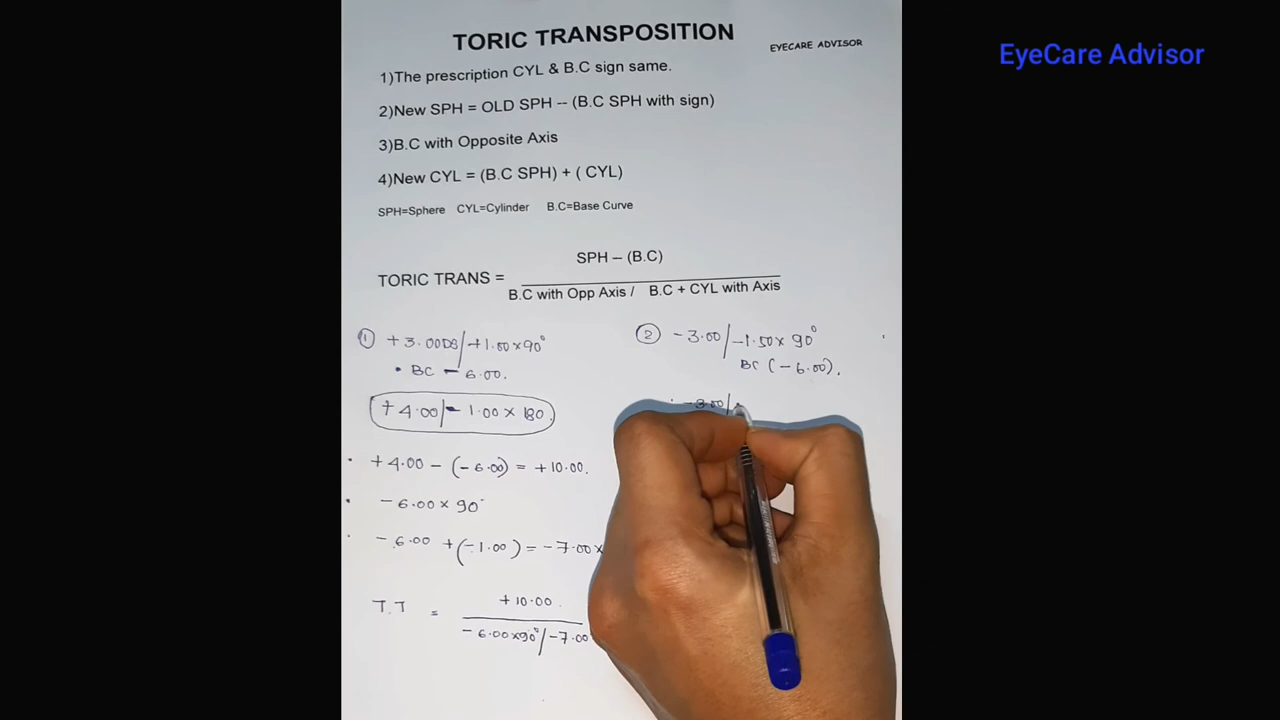 TORIC TRANSPOSITION
EYECARE ADVISOR
EyeCare Advisor
1)The prescription CYL & B.C sign same.
2)New SPH = OLD SPH -- (B.C SPH with sign)
3)B.C with Opposite Axis
4)New CYL = (B.C SPH) + ( CYL)
SPH=Sphere CYL=Cylinder B.C=Base Curve
SPH – (B.C)
TORIC TRANS =
B.C with Opp Axis / B.C + CYL with Axis
① +3.00DS/+1.00×90°
• BC – 6.00.
+4.00/- 1.00 × 180
• +4.00 – (-6.00) = +10.00.
• -6.00 × 90°
• -6.00 +(-1.00) = -7.00×
T.T = +10.00
-6.00×90°/-7.00
② -3.00/-1.50× 90°
BC (-6.00).
-3.00/